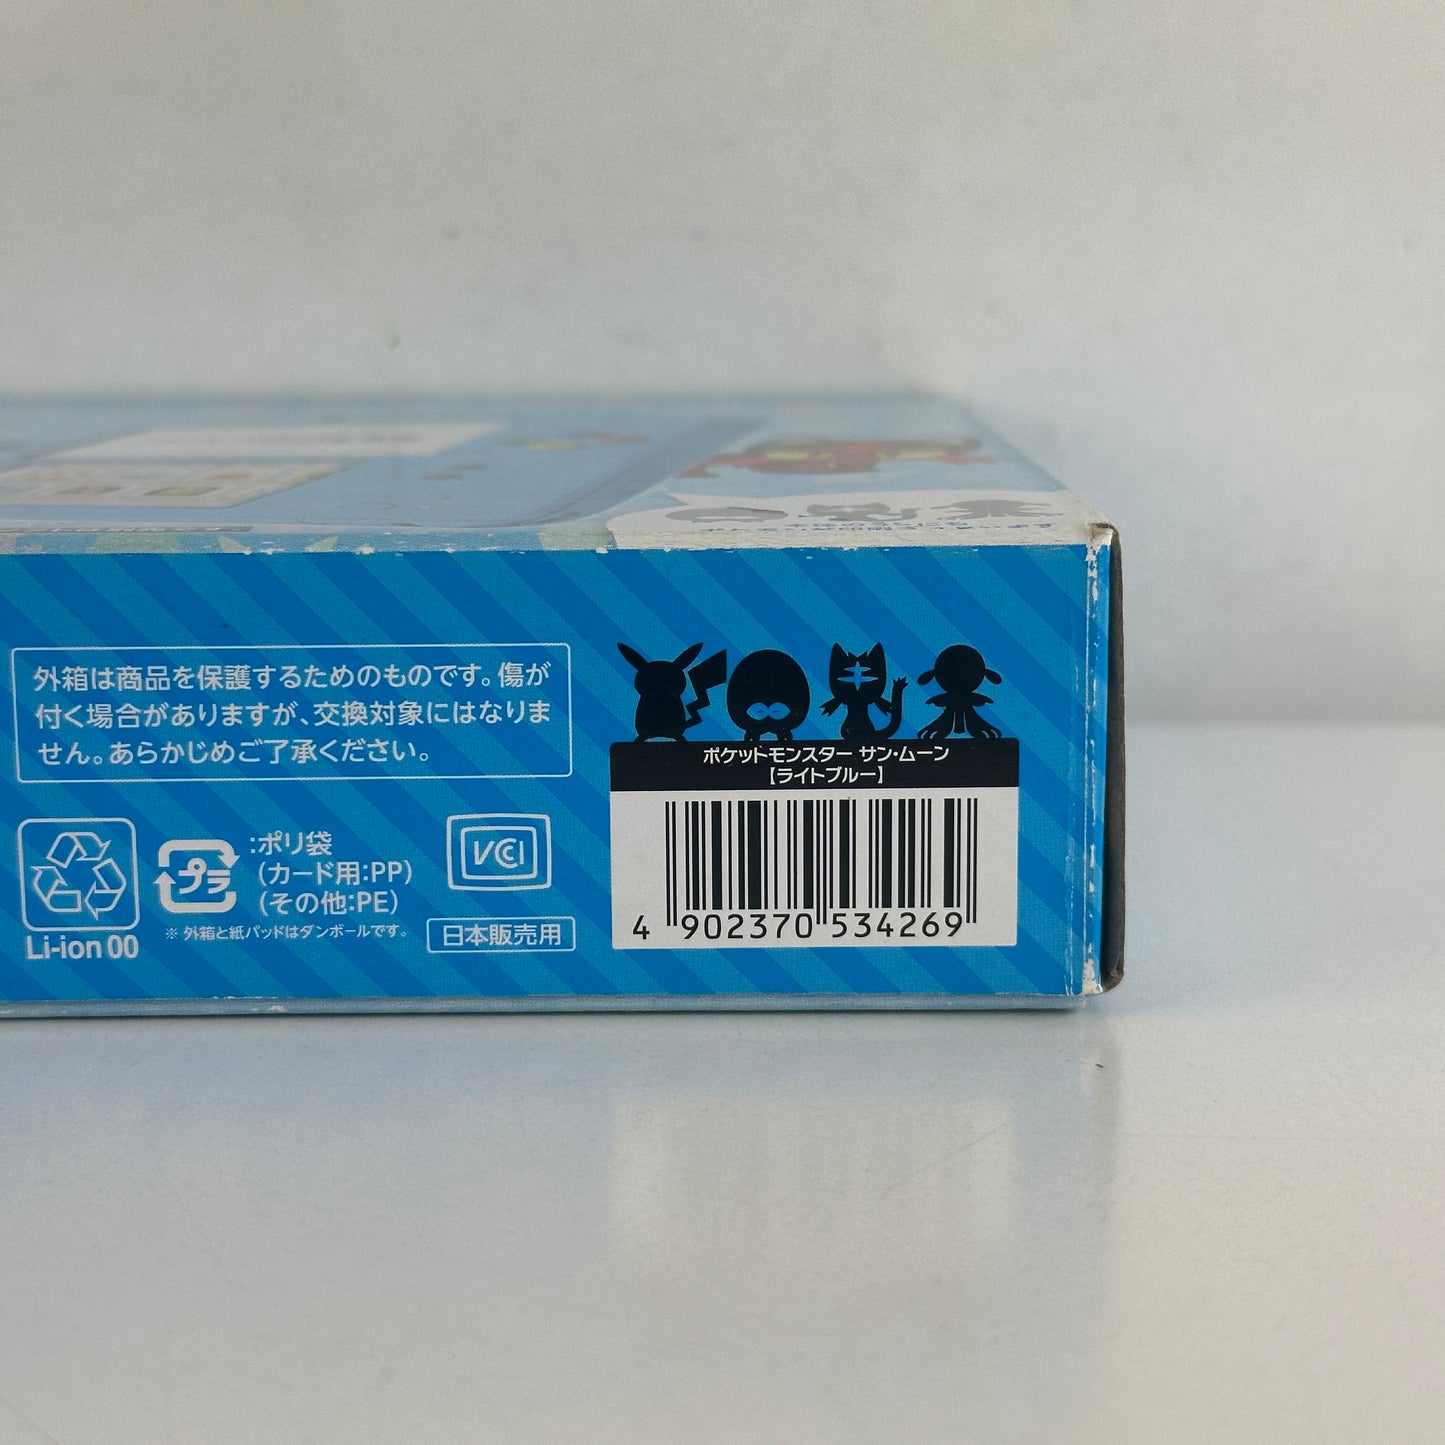 外箱は商品を保護するためのものです。傷が
付く場合がありますが、交換対象にはなりま
せん。あらかじめご了承ください。
Li-ion 00
プラ
:ポリ袋
(カード用:PP)
(その他:PE)
※ 外箱と紙パッドはダンボールです。
VCCI
日本販売用
ポケットモンスター サン・ムーン
【ライトブルー】
4 902370 534269